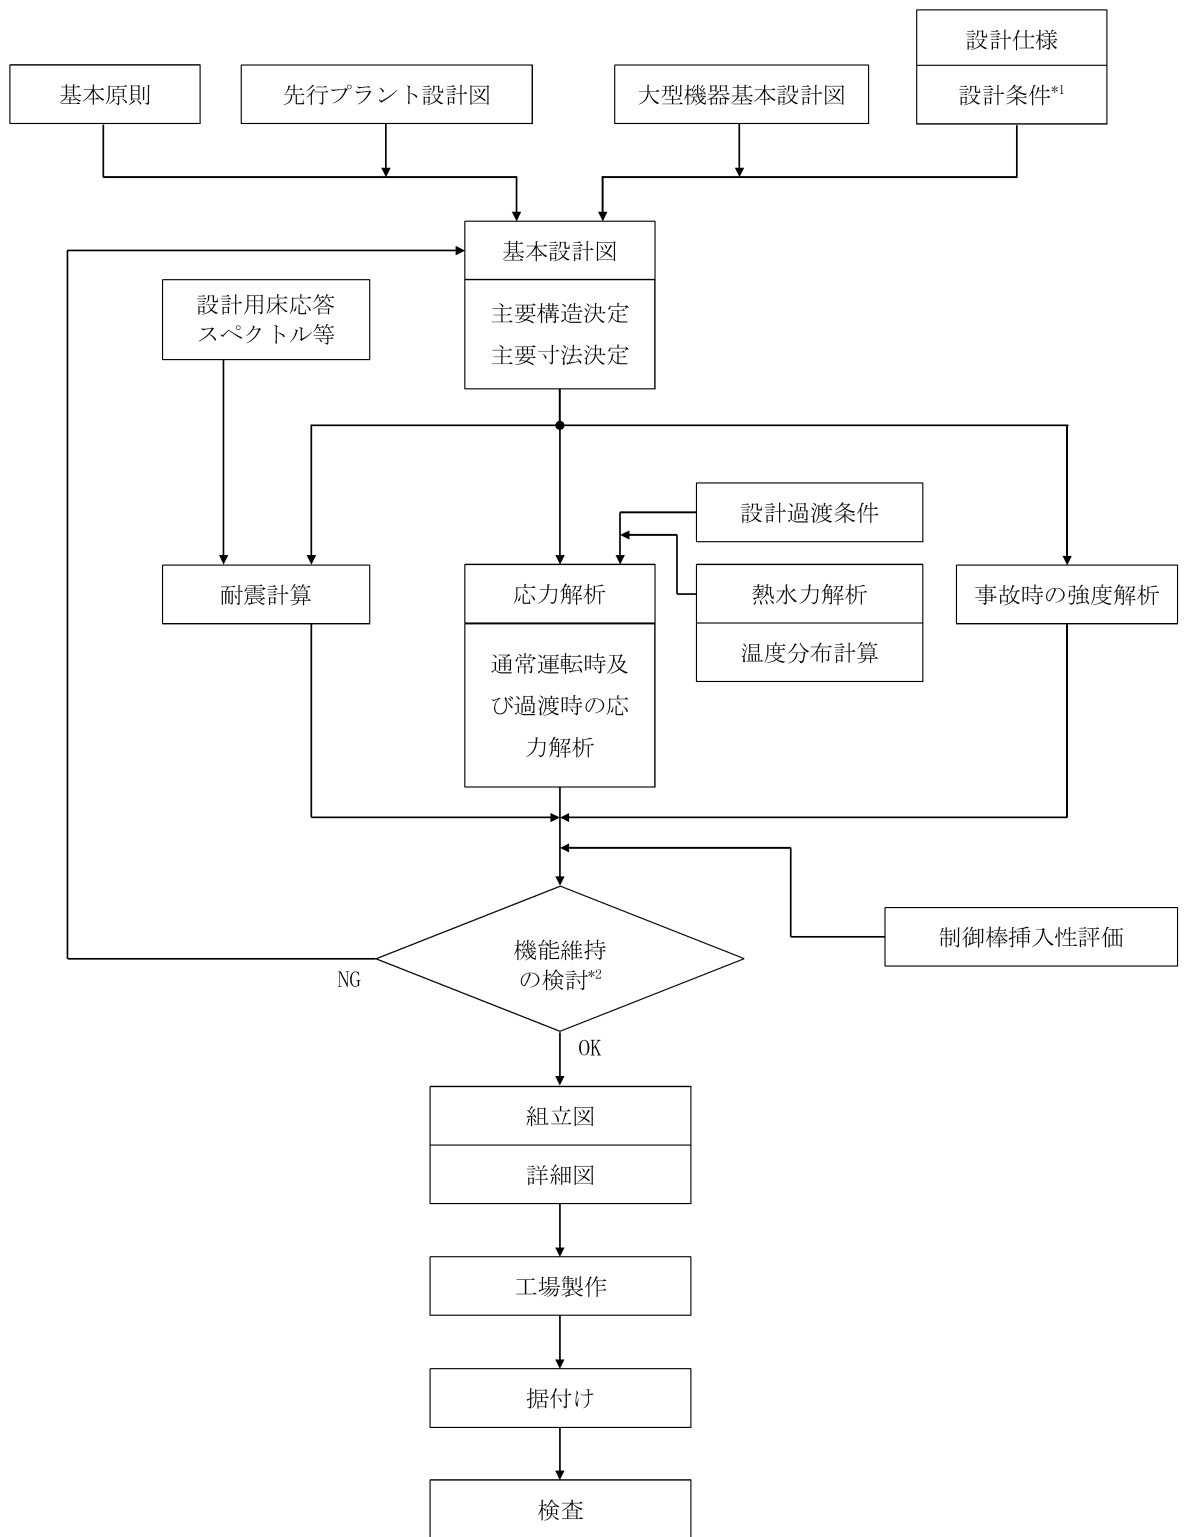 設計仕様
設計条件*1
基本原則
先行プラント設計図
大型機器基本設計図
基本設計図
主要構造決定
主要寸法決定
設計用床応答
スペクトル等
設計過渡条件
耐震計算
応力解析
通常運転時及
び過渡時の応
力解析
熱水力解析
温度分布計算
事故時の強度解析
制御棒挿入性評価
機能維持
の検討*2
NG
OK
組立図
詳細図
工場製作
据付け
検査